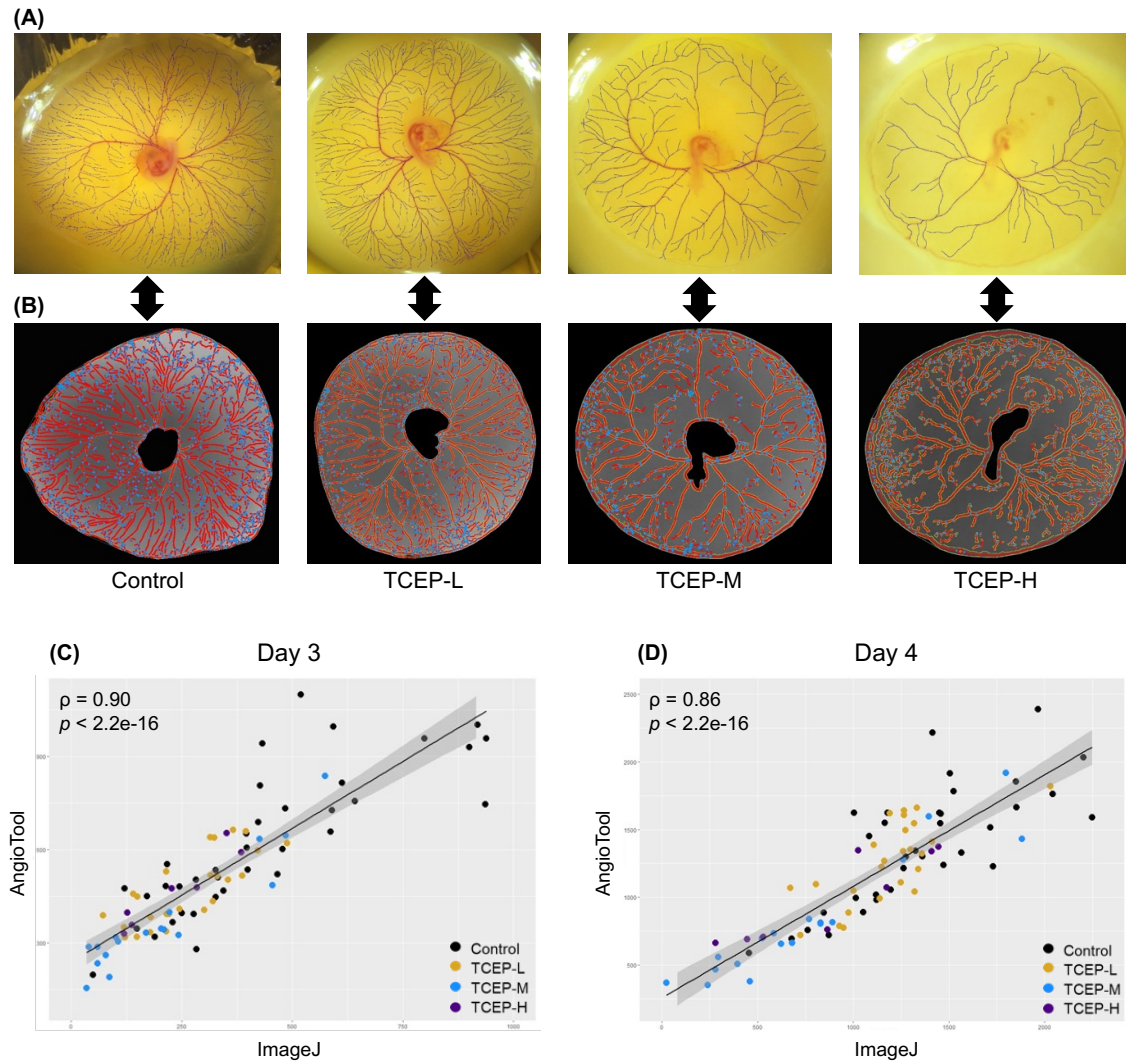 (A)
(B)
Control TCEP-L TCEP-M TCEP-H
(C) Day 3
ρ = 0.90
p < 2.2e-16
AngioTool
900
600
300
Control
TCEP-L
TCEP-M
TCEP-H
0 250 500 750 1000
ImageJ
(D) Day 4
2500
ρ = 0.86
p < 2.2e-16
AngioTool
2000
1500
1000
500
Control
TCEP-L
TCEP-M
TCEP-H
0 500 1000 1500 2000
ImageJ